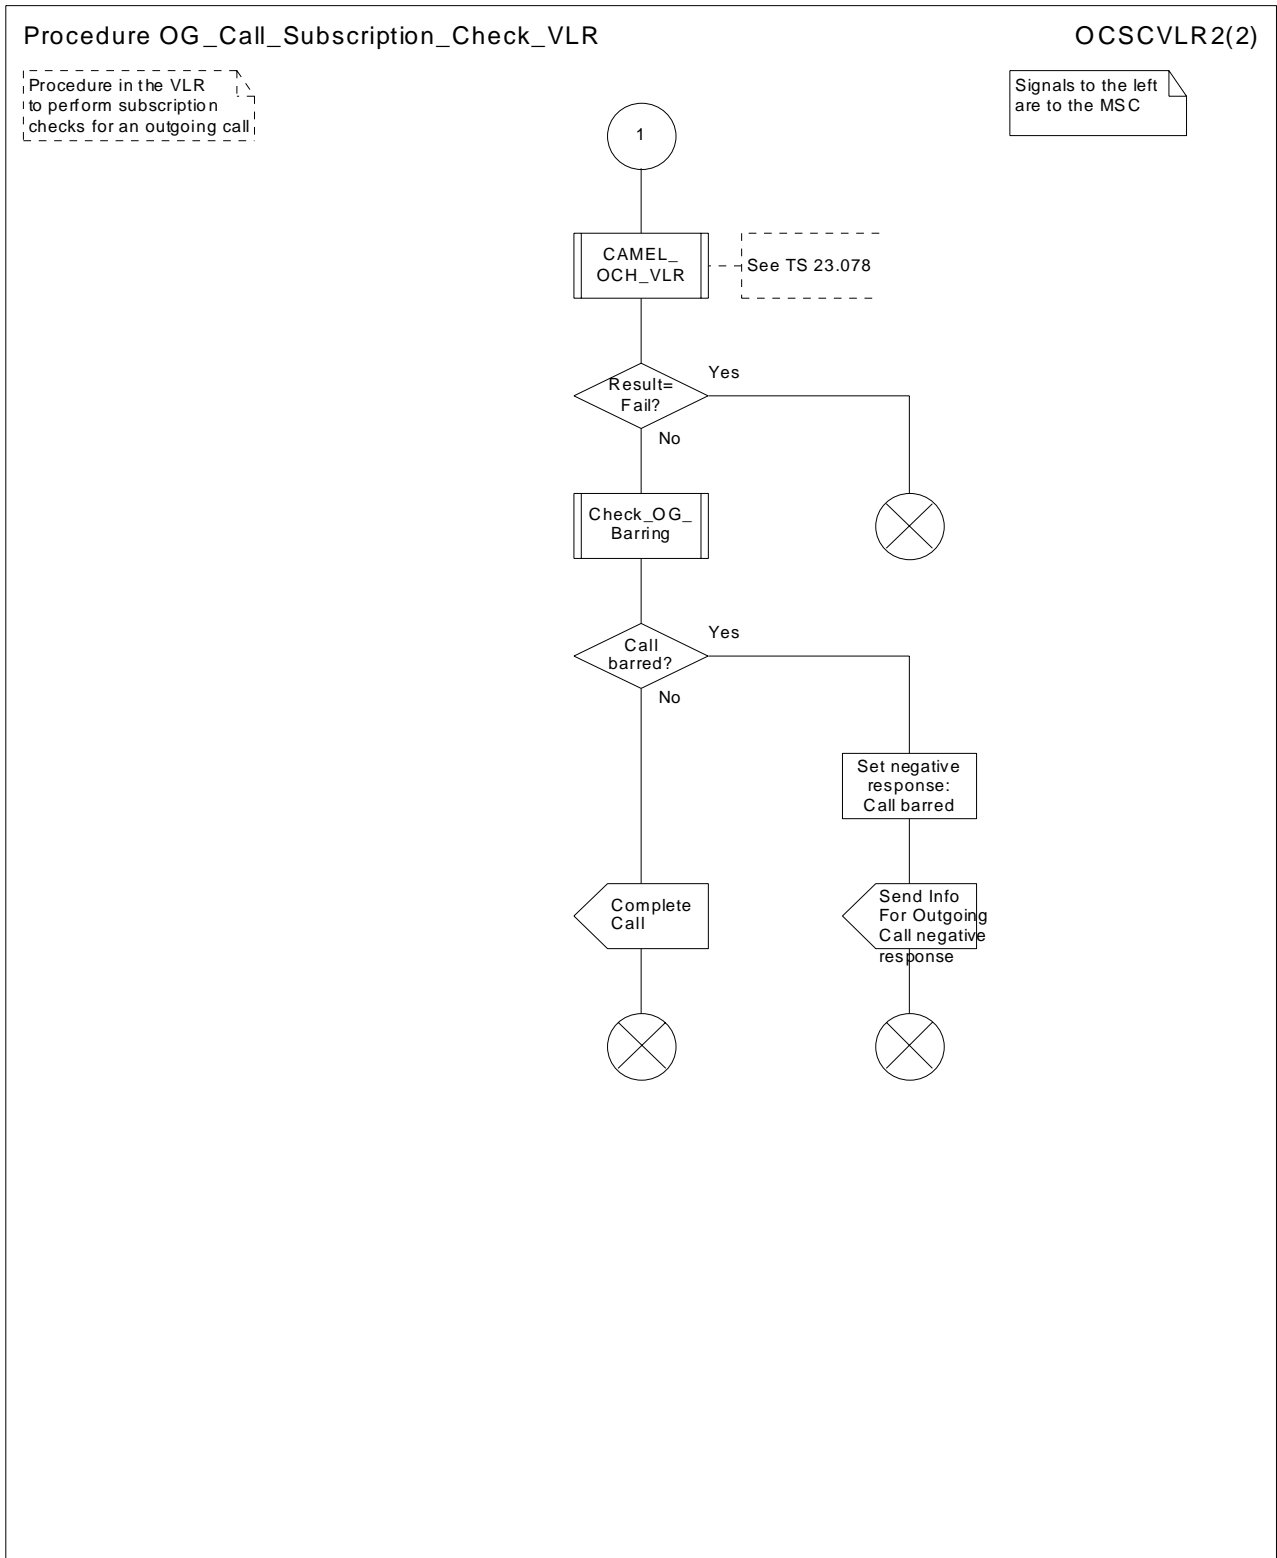 Procedure OG_Call_Subscription_Check_VLR
OCSCVLR2(2)
Procedure in the VLR
to perform subscription
checks for an outgoing call
Signals to the left
are to the MSC
1
CAMEL_
OCH_VLR
See TS 23.078
Result=
Fail?
Yes
No
Check_OG_
Barring
Call
barred?
Yes
No
Set negative
response:
Call barred
Complete
Call
Send Info
For Outgoing
Call negative
response